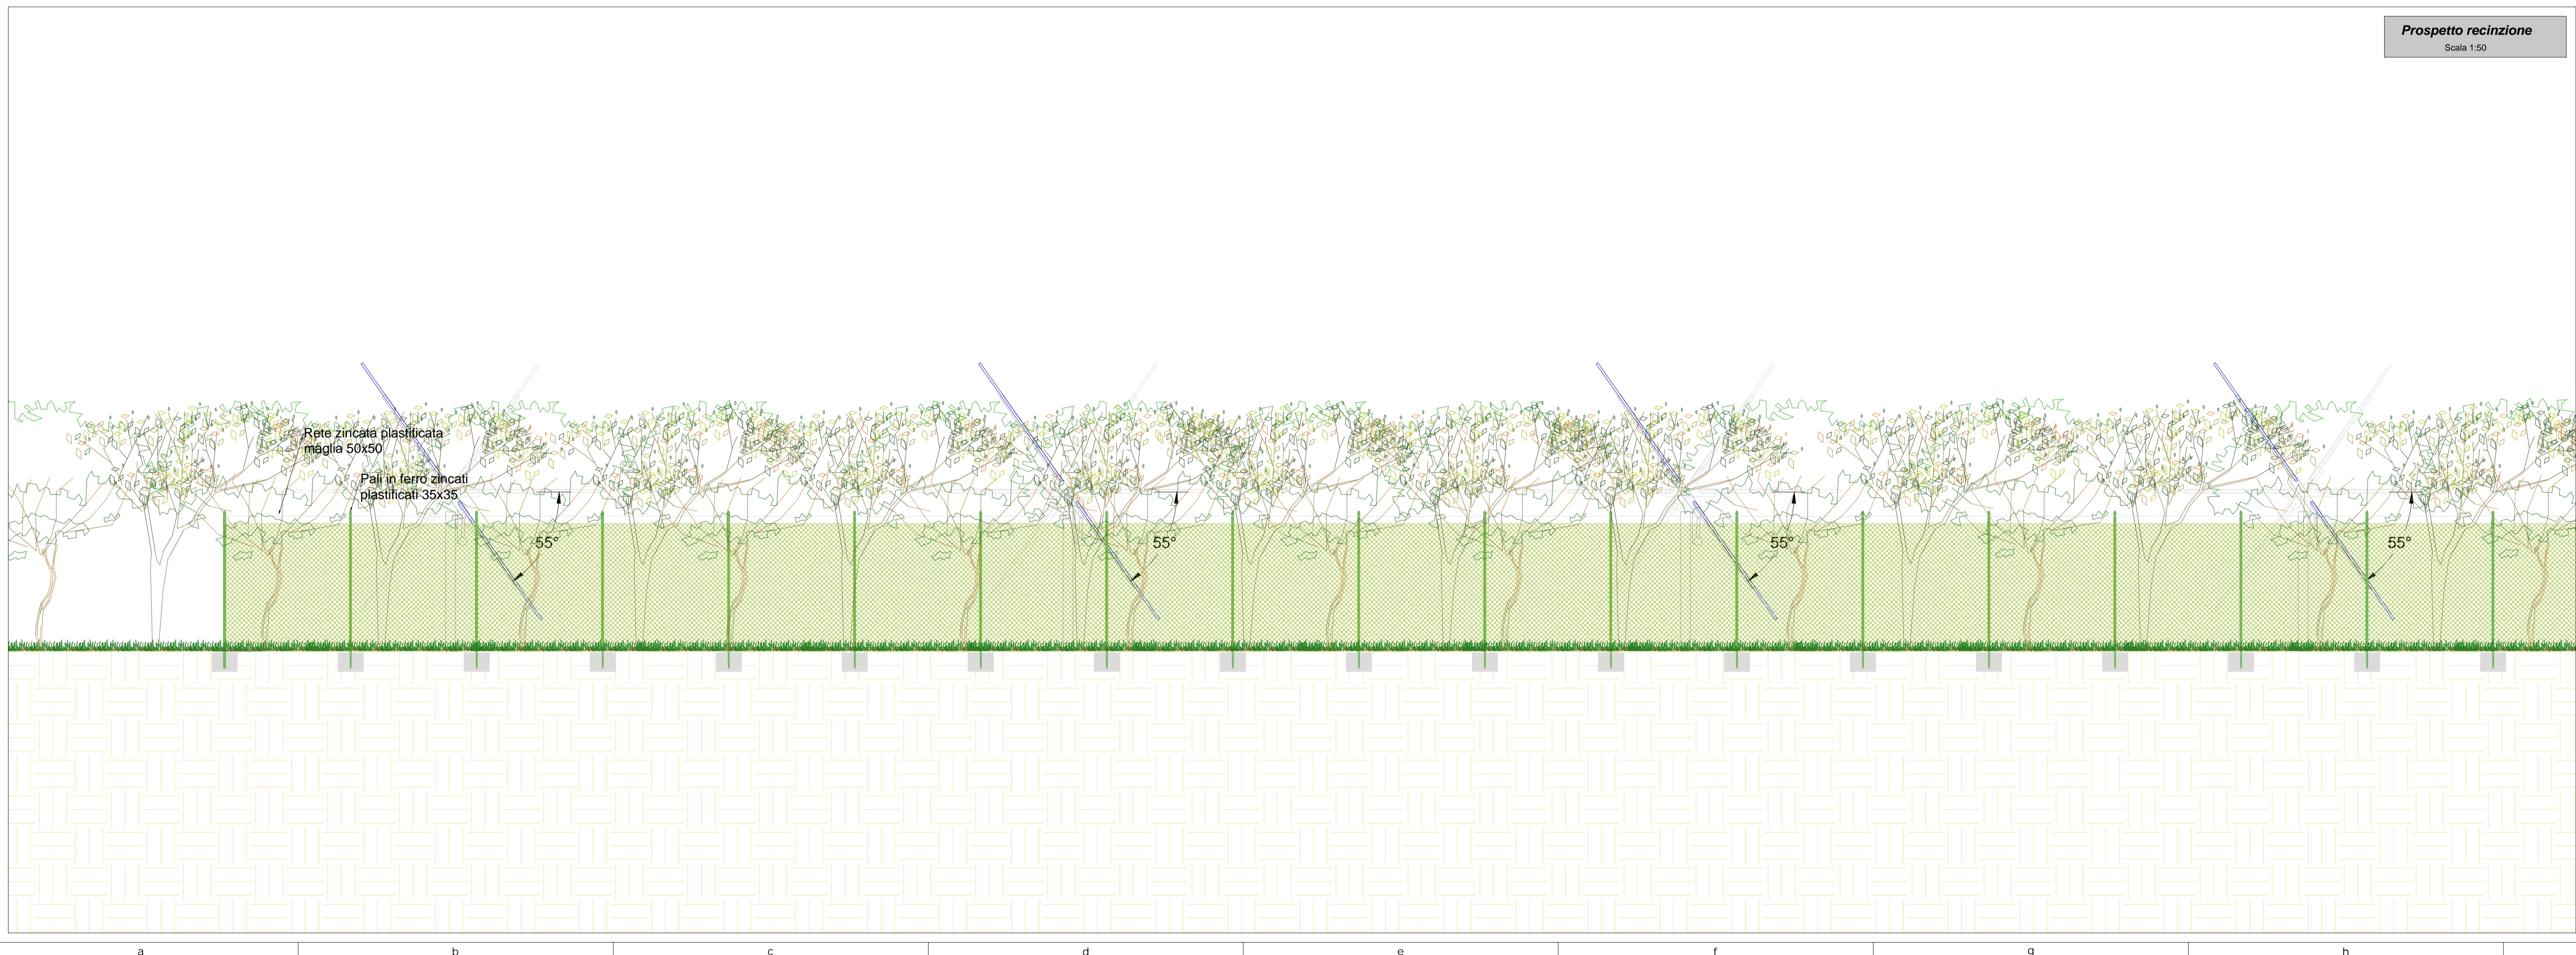 Prospetto recinzione
Scala 1:50
Rete zincata plastificata
maglia 50x50
Pali in ferro zincati
plastificati 35x35
55°
55°
55°
55°
a b c d e f g h